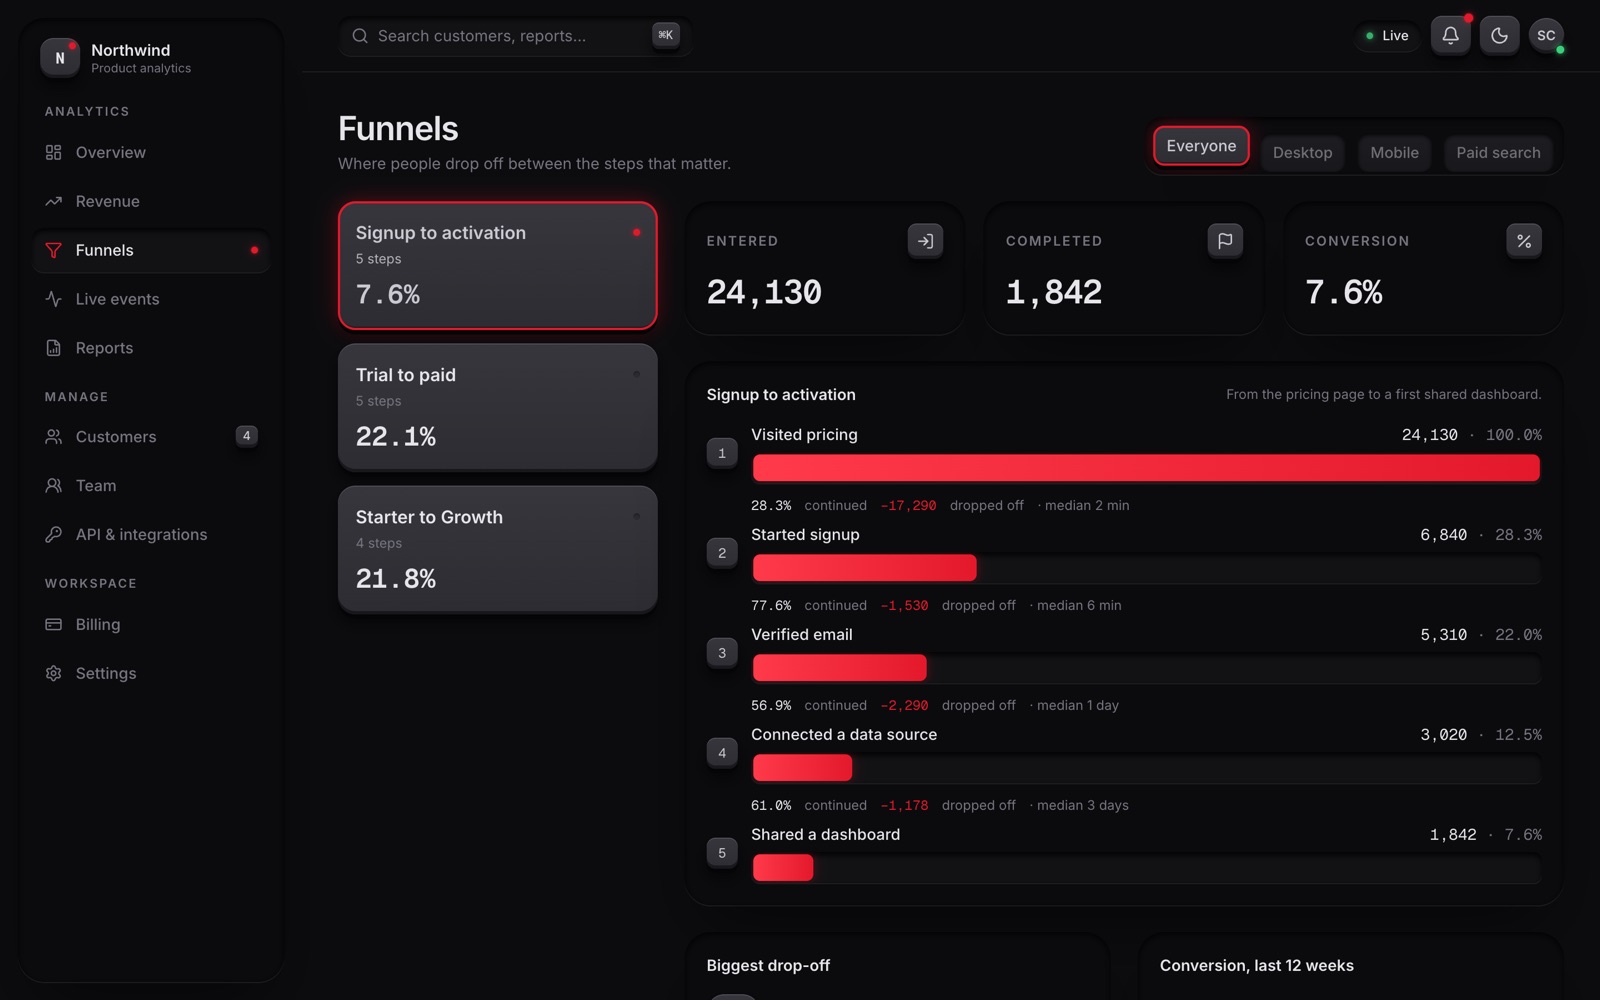 N
Northwind
Product analytics
ANALYTICS
Overview
Revenue
Funnels
Live events
Reports
MANAGE
Customers 4
Team
API & integrations
WORKSPACE
Billing
Settings
Search customers, reports... ⌘K
Live
SC
Funnels
Where people drop off between the steps that matter.
Everyone Desktop Mobile Paid search
Signup to activation
5 steps
7.6%
Trial to paid
5 steps
22.1%
Starter to Growth
4 steps
21.8%
ENTERED
24,130
COMPLETED
1,842
CONVERSION
%
7.6%
Signup to activation From the pricing page to a first shared dashboard.
1 Visited pricing 24,130 · 100.0%
28.3% continued −17,290 dropped off · median 2 min
2 Started signup 6,840 · 28.3%
77.6% continued −1,530 dropped off · median 6 min
3 Verified email 5,310 · 22.0%
56.9% continued −2,290 dropped off · median 1 day
4 Connected a data source 3,020 · 12.5%
61.0% continued −1,178 dropped off · median 3 days
5 Shared a dashboard 1,842 · 7.6%
Biggest drop-off
Conversion, last 12 weeks